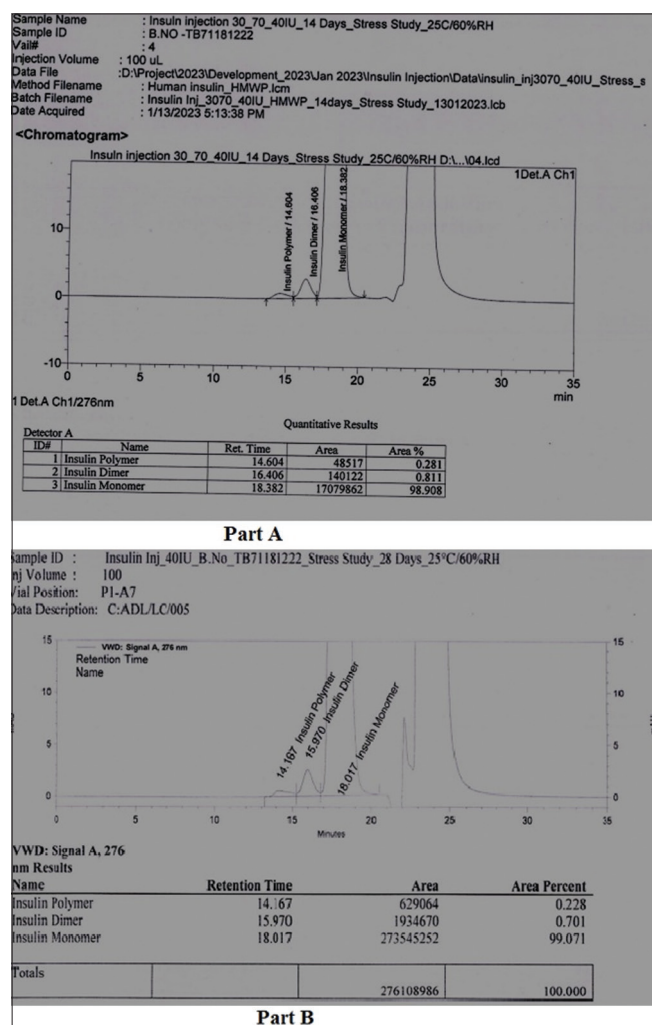 Sample Name : Insuln injection 30_70_40IU_14 Days_Stress Study_25C/60%RH
Sample ID : B.NO -TB71181222
Vail# : 4
Injection Volume : 100 uL
Data File :D:\Project\2023\Development_2023\Jan 2023\Insulin Injection\Data\insulin_inj3070_40IU_Stress_s
Method Filename : Human insulin_HMWP.lcm
Batch Filename : Insulin Inj_3070_40IU_HMWP_14days_Stress Study_13012023.lcb
Date Acquired : 1/13/2023 5:13:38 PM
<Chromatogram>
Insuln injection 30_70_40IU_14 Days_Stress Study_25C/60%RH D:\...\04.lcd
1Det.A Ch1
Insulin Polymer / 14.604
Insulin Dimer / 16.406
Insulin Monomer / 18.382
10
0
-10
0 5 10 15 20 25 30 35
min
1 Det.A Ch1/276nm
Quantitative Results
Detector A
ID# Name Ret. Time Area Area %
1 Insulin Polymer 14.604 48517 0.281
2 Insulin Dimer 16.406 140122 0.811
3 Insulin Monomer 18.382 17079862 98.908
Part A
Sample ID : Insulin Inj_40IU_B.No_TB71181222_Stress Study_28 Days_25°C/60%RH
nj Volume : 100
Vial Position: P1-A7
Data Description: C:ADL/LC/005
15 15
VWD: Signal A, 276 nm
Retention Time
Name
10 10
14.167 Insulin Polymer
15.970 Insulin Dimer
18.017 Insulin Monomer
5 5
0 0
0 5 10 15 20 25 30 35
Minutes
VWD: Signal A, 276
nm Results
Name Retention Time Area Area Percent
Insulin Polymer 14.167 629064 0.228
Insulin Dimer 15.970 1934670 0.701
Insulin Monomer 18.017 273545252 99.071
Totals
276108986 100.000
Part B